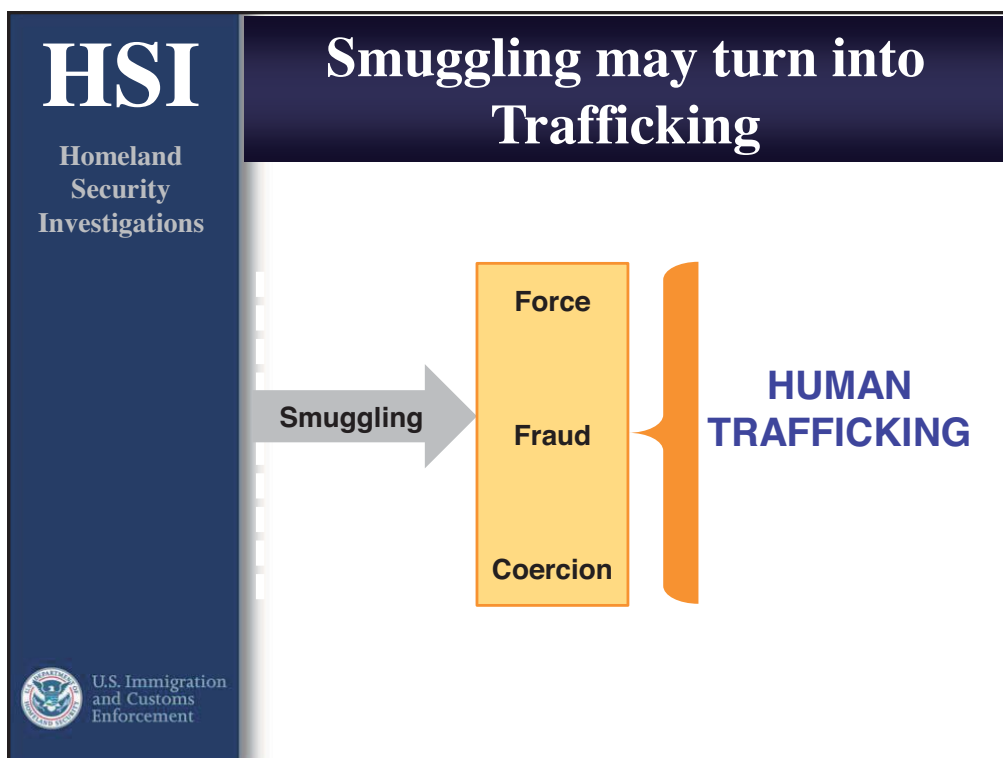 HSI
Homeland
Security
Investigations
Smuggling may turn into
Trafficking
Smuggling
Force
Fraud
Coercion
HUMAN
TRAFFICKING
U.S. Immigration
and Customs
Enforcement